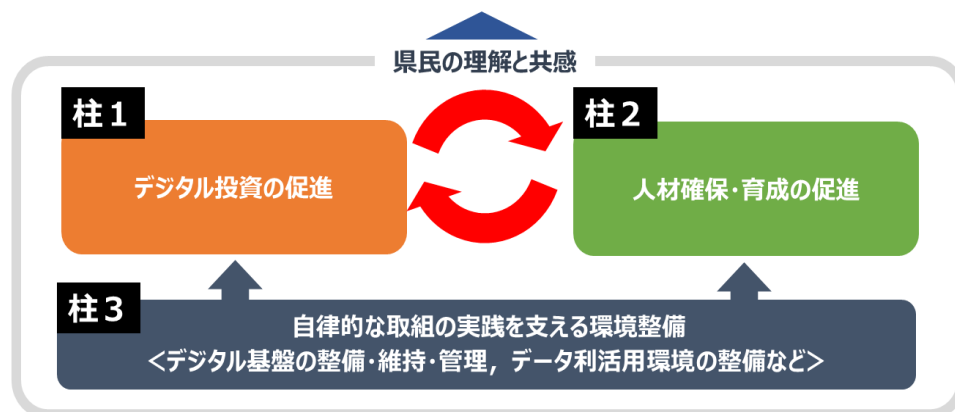 県民の理解と共感
柱１
デジタル投資の促進
柱２
人材確保・育成の促進
柱３
自律的な取組の実践を支える環境整備
＜デジタル基盤の整備・維持・管理，データ利活用環境の整備など＞